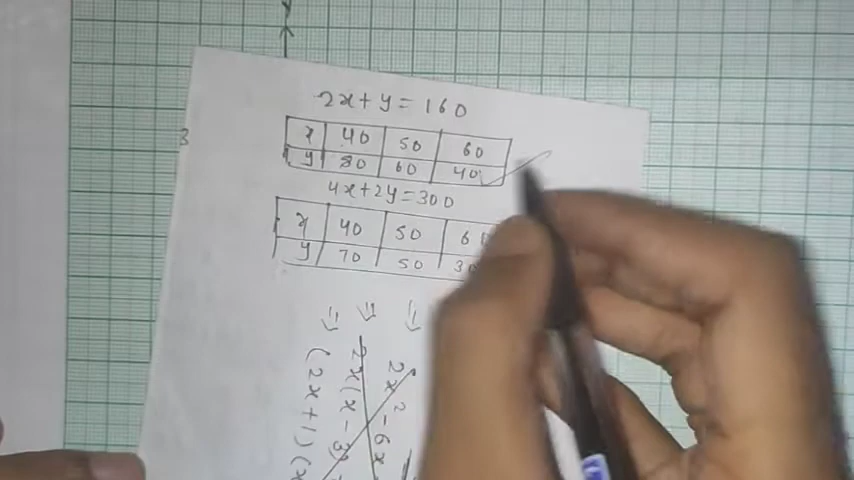 3
2x+y=160
x 40 50 60
y 80 60 40
4x+2y=300
x 40 50
y 70 50
⇒ ⇒ ⇒
2x² - 6x
2x(x-3)
(2x+1)(x